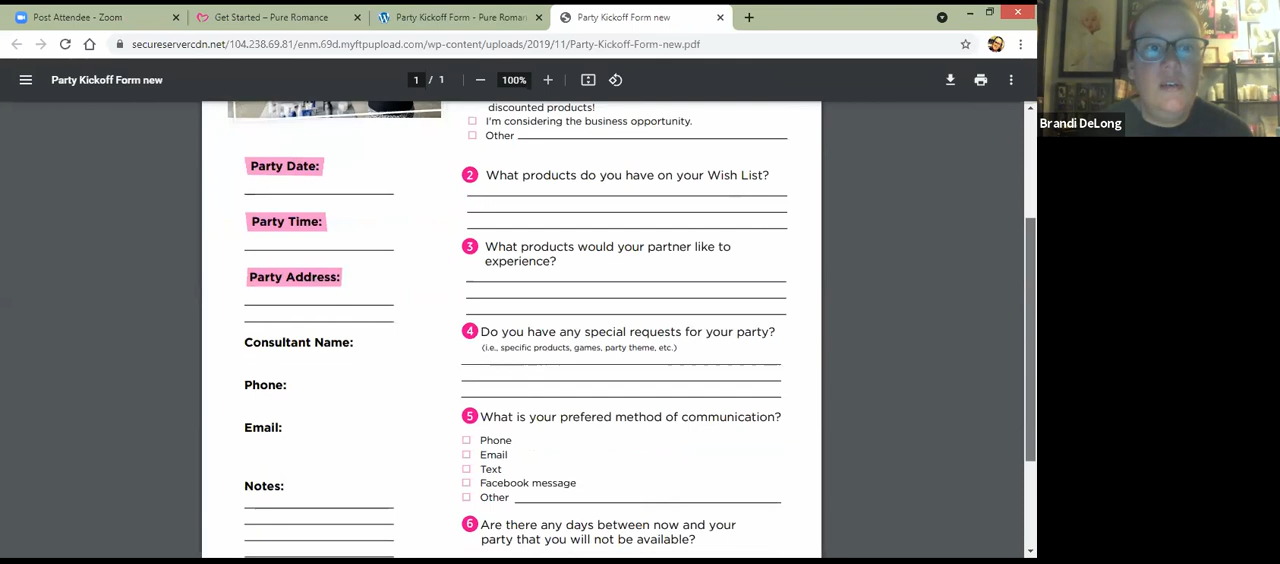 Post Attendee - Zoom
Get Started – Pure Romance
Party Kickoff Form - Pure Roman
Party Kickoff Form new
secureservercdn.net/104.238.69.81/enm.69d.myftpupload.com/wp-content/uploads/2019/11/Party-Kickoff-Form-new.pdf
Party Kickoff Form new
1 / 1
100%
Brandi DeLong
discounted products!
I'm considering the business opportunity.
Other
Party Date:
Party Time:
Party Address:
Consultant Name:
Phone:
Email:
Notes:
2 What products do you have on your Wish List?
3 What products would your partner like to
experience?
4 Do you have any special requests for your party?
(i.e., specific products, games, party theme, etc.)
5 What is your prefered method of communication?
Phone
Email
Text
Facebook message
Other
6 Are there any days between now and your
party that you will not be available?